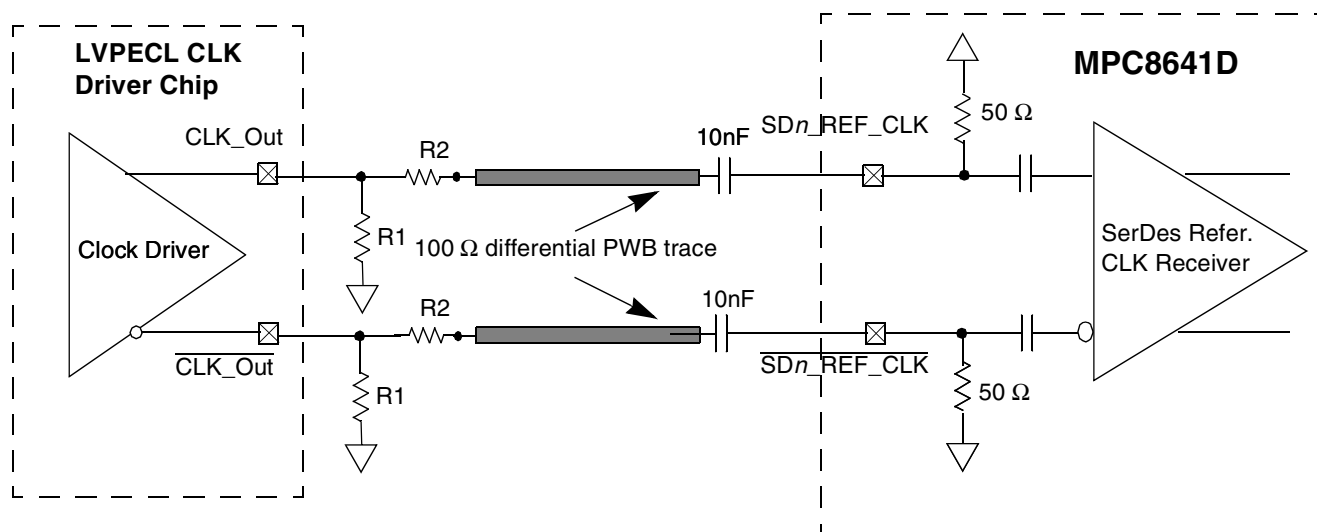 LVPECL CLK
Driver Chip
MPC8641D
CLK_Out
R2
10nF
SDn_REF_CLK
50 Ω
Clock Driver
R1
100 Ω differential PWB trace
SerDes Refer.
CLK Receiver
R2
10nF
CLK_Out
SDn_REF_CLK
R1
50 Ω